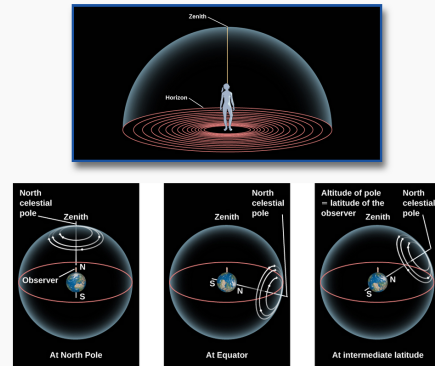 Zenith
Horizon
North
celestial
pole
Zenith
N
Observer
S
At North Pole
North
celestial
pole
Zenith
S
N
At Equator
Altitude of pole
= latitude of the
observer
North
celestial
pole
Zenith
N
S
At intermediate latitude